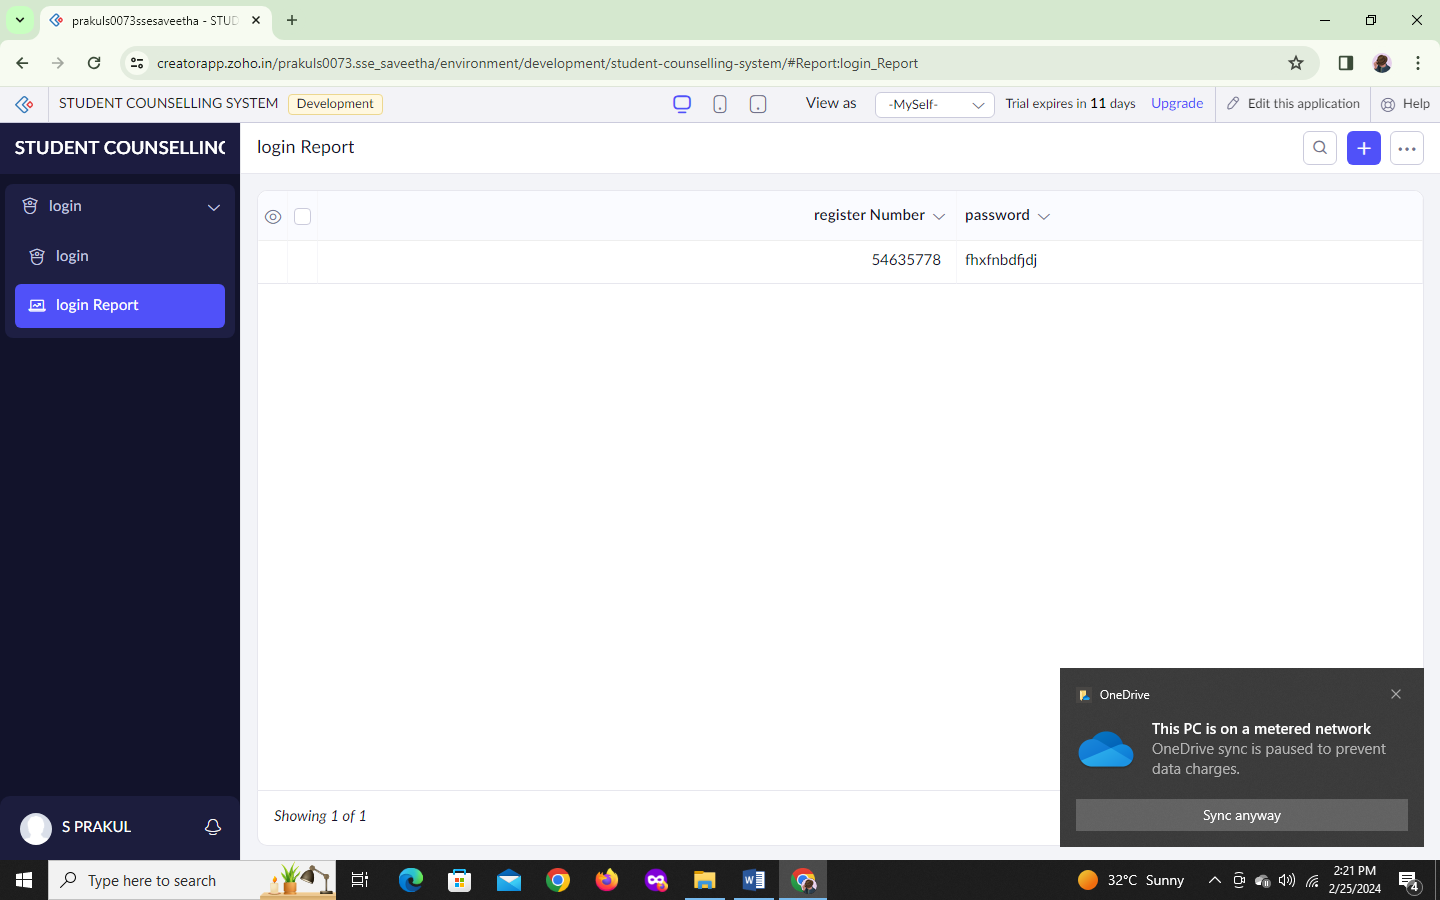 prakuls0073ssesaveetha - STUD
creatorapp.zoho.in/prakuls0073.sse_saveetha/environment/development/student-counselling-system/#Report:login_Report
STUDENT COUNSELLING SYSTEM Development View as -MySelf- Trial expires in 11 days Upgrade Edit this application Help
STUDENT COUNSELLING
login Report
login
login
login Report
register Number password
54635778 fhxfnbdfjdj
Showing 1 of 1
S PRAKUL
OneDrive
This PC is on a metered network
OneDrive sync is paused to prevent
data charges.
Sync anyway
Type here to search
32°C Sunny
2:21 PM
2/25/2024
4